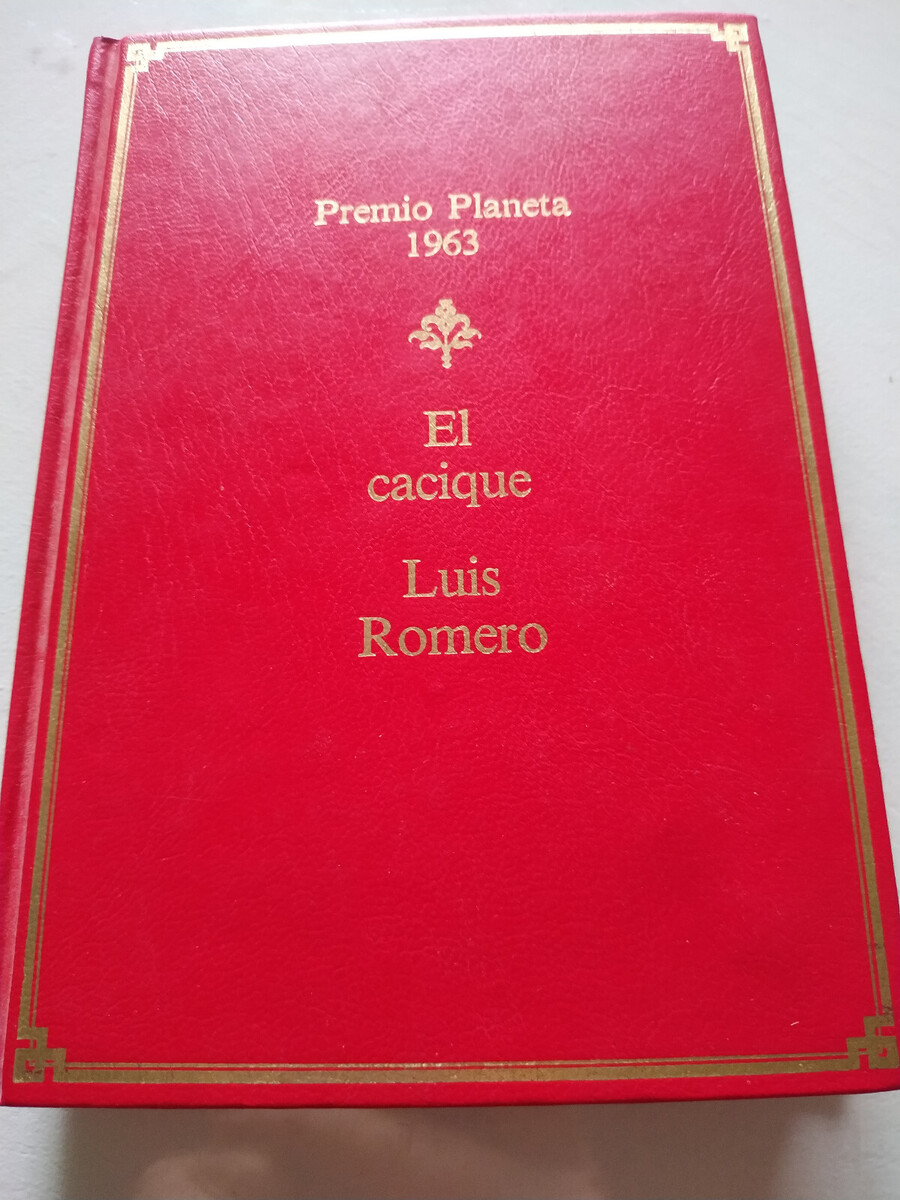 Premio Planeta
1963
El
cacique
Luis
Romero